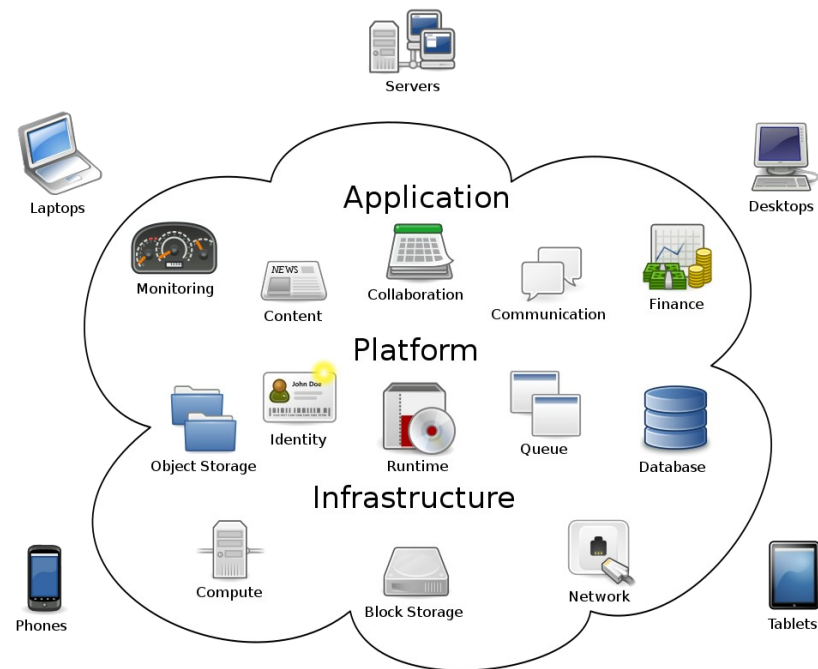 Servers
Laptops
Desktops
Application
Monitoring
NEWS
Content
Collaboration
Communication
Finance
Platform
Object Storage
John Doe
Identity
Runtime
Queue
Database
Infrastructure
Compute
Block Storage
Network
Phones
Tablets